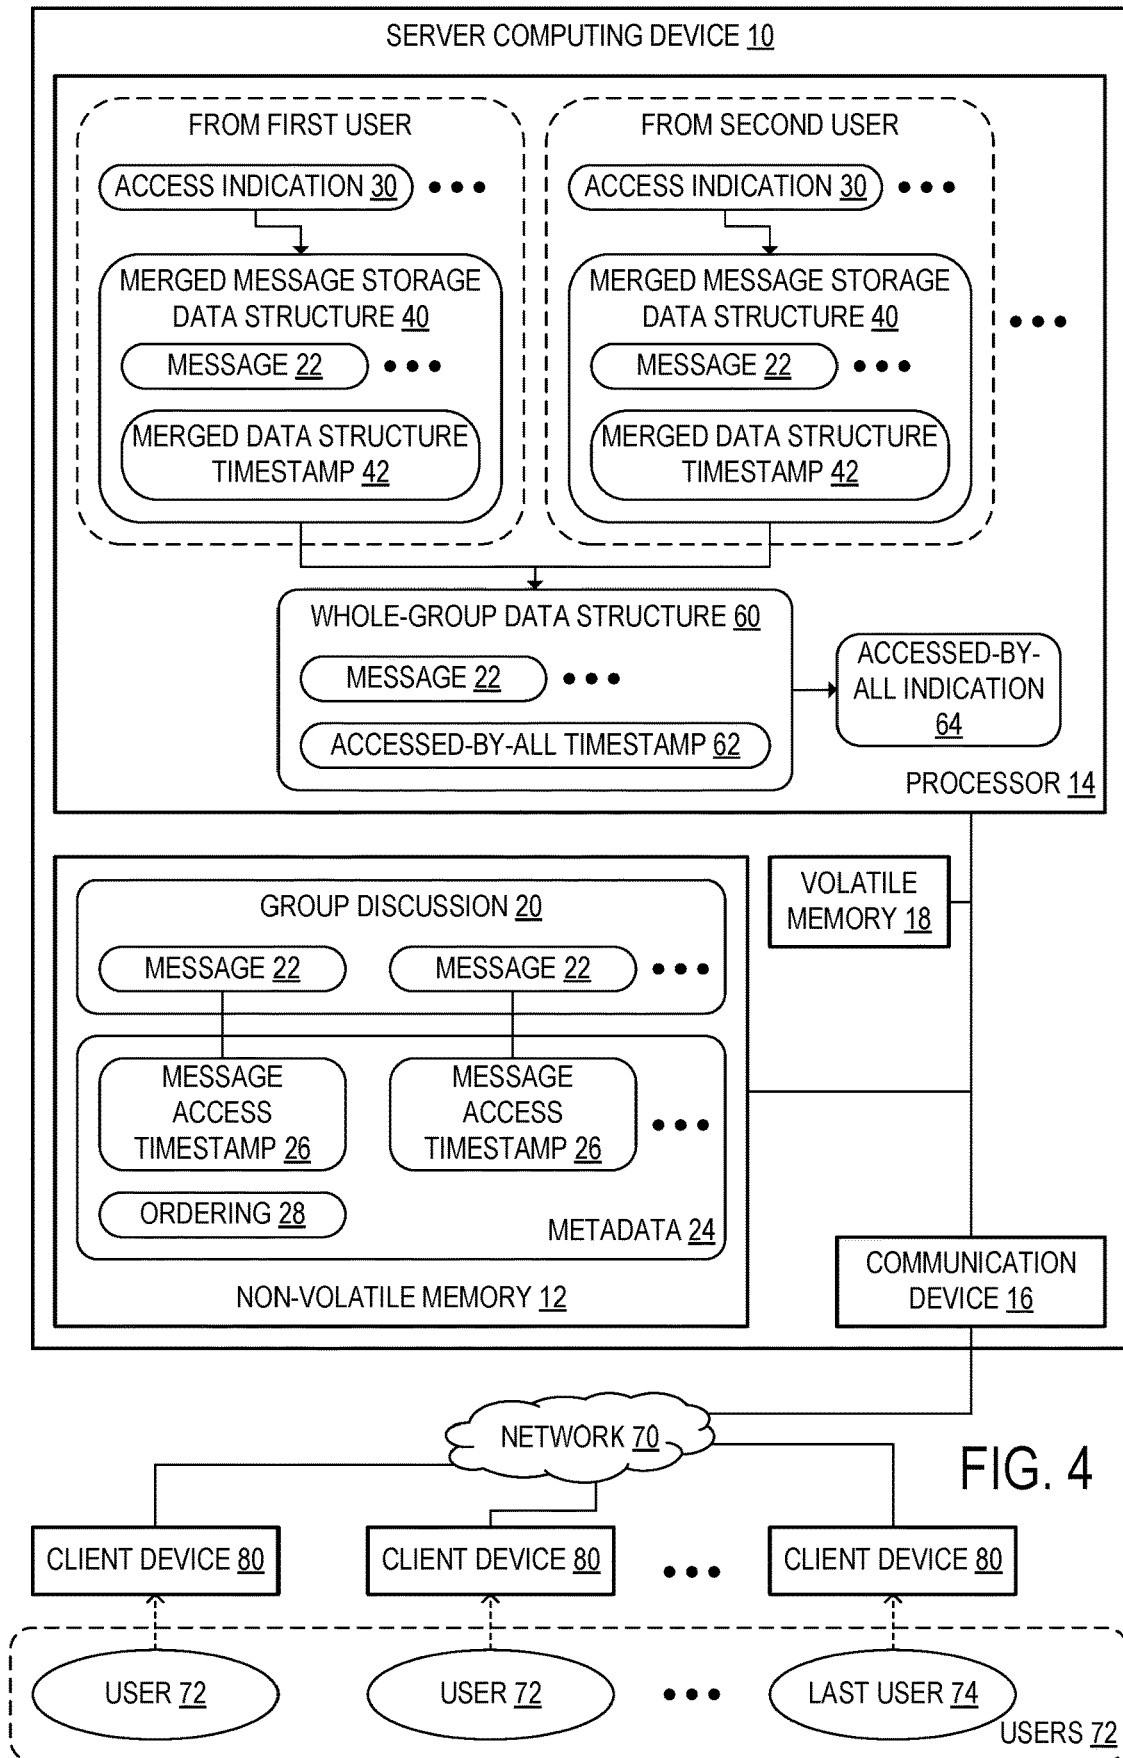 SERVER COMPUTING DEVICE 10
FROM FIRST USER
ACCESS INDICATION 30
MERGED MESSAGE STORAGE
DATA STRUCTURE 40
MESSAGE 22
MERGED DATA STRUCTURE
TIMESTAMP 42
FROM SECOND USER
ACCESS INDICATION 30
MERGED MESSAGE STORAGE
DATA STRUCTURE 40
MESSAGE 22
MERGED DATA STRUCTURE
TIMESTAMP 42
WHOLE-GROUP DATA STRUCTURE 60
MESSAGE 22
ACCESSED-BY-ALL TIMESTAMP 62
ACCESSED-BY-
ALL INDICATION
64
PROCESSOR 14
GROUP DISCUSSION 20
MESSAGE 22
MESSAGE 22
MESSAGE
ACCESS
TIMESTAMP 26
MESSAGE
ACCESS
TIMESTAMP 26
ORDERING 28
METADATA 24
NON-VOLATILE MEMORY 12
VOLATILE
MEMORY 18
COMMUNICATION
DEVICE 16
NETWORK 70
FIG. 4
CLIENT DEVICE 80
CLIENT DEVICE 80
CLIENT DEVICE 80
USER 72
USER 72
LAST USER 74
USERS 72